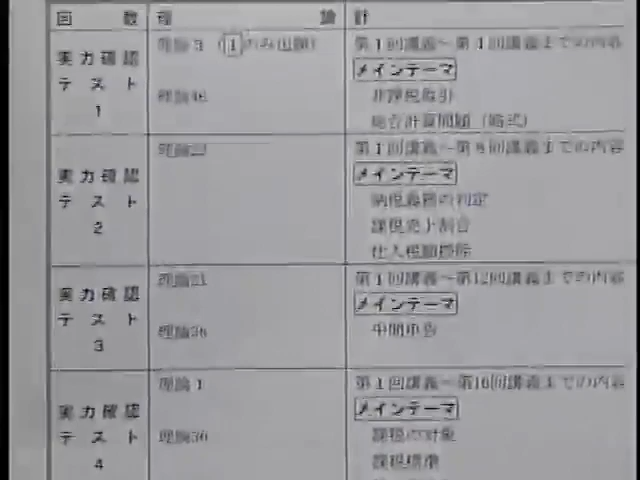 回 数 理 論 計
実力確認テスト1
理論3 （1のみ出題）
理論46
第1回講義～第4回講義までの内容
メインテーマ
非課税取引
総合計算問題（略式）
実力確認テスト2
第1回講義～第8回講義までの内容
メインテーマ
納税義務の判定
課税売上割合
仕入税額控除
実力確認テスト3
理論21
理論36
第1回講義～第12回講義までの内容
メインテーマ
中間申告
実力確認テスト4
理論1
理論30
第1回講義～第16回講義までの内容
メインテーマ
課税の対象
課税標準